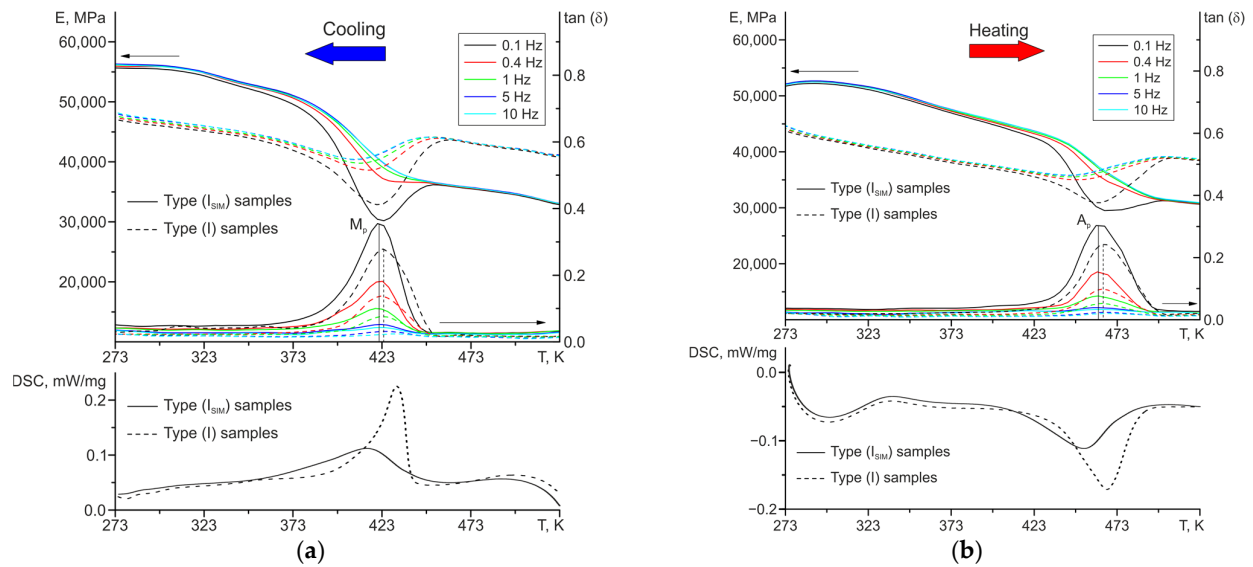 E, MPa
tan (δ)
Cooling
60,000
50,000
40,000
30,000
20,000
0.8
0.6
0.4
0.2
0.0
0.1 Hz
0.4 Hz
1 Hz
5 Hz
10 Hz
Type (I_SIM) samples
Type (I) samples
M_p
273
323
373
423
473
T, K
DSC, mW/mg
0.2
0.1
0.0
Type (I_SIM) samples
Type (I) samples
273
323
373
423
473
T, K
(a)
E, MPa
tan (δ)
Heating
60,000
50,000
40,000
30,000
20,000
0.8
0.6
0.4
0.2
0.0
0.1 Hz
0.4 Hz
1 Hz
5 Hz
10 Hz
Type (I_SIM) samples
Type (I) samples
A_p
273
323
373
423
473
T, K
DSC, mW/mg
0.0
−0.1
−0.2
Type (I_SIM) samples
Type (I) samples
273
323
373
423
473
T, K
(b)